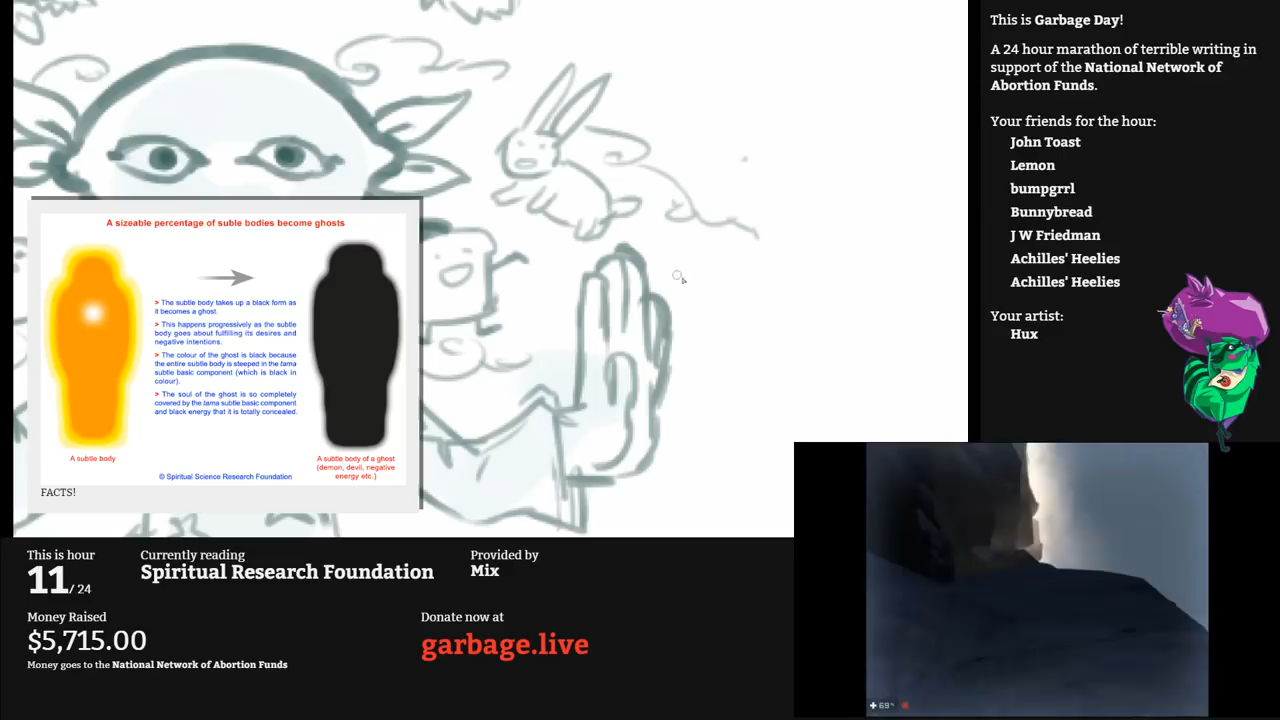 This is Garbage Day!
A 24 hour marathon of terrible writing in
support of the National Network of
Abortion Funds.
Your friends for the hour:
John Toast
Lemon
bumpgrrl
Bunnybread
J W Friedman
Achilles' Heelies
Achilles' Heelies
Your artist:
Hux
A sizeable percentage of suble bodies become ghosts
> The subtle body takes up a black form as
it becomes a ghost.
> This happens progressively as the subtle
body goes about fulfilling its desires and
negative intentions.
> The colour of the ghost is black because
the entire subtle body is steeped in the tama
subtle basic component (which is black in
colour).
> The soul of the ghost is so completely
covered by the tama subtle basic component
and black energy that it is totally concealed.
A subtle body
A subtle body of a ghost
(demon, devil, negative
energy etc.)
© Spiritual Science Research Foundation
FACTS!
This is hour
11 / 24
Currently reading
Spiritual Research Foundation
Provided by
Mix
Money Raised
$5,715.00
Money goes to the National Network of Abortion Funds
Donate now at
garbage.live
69